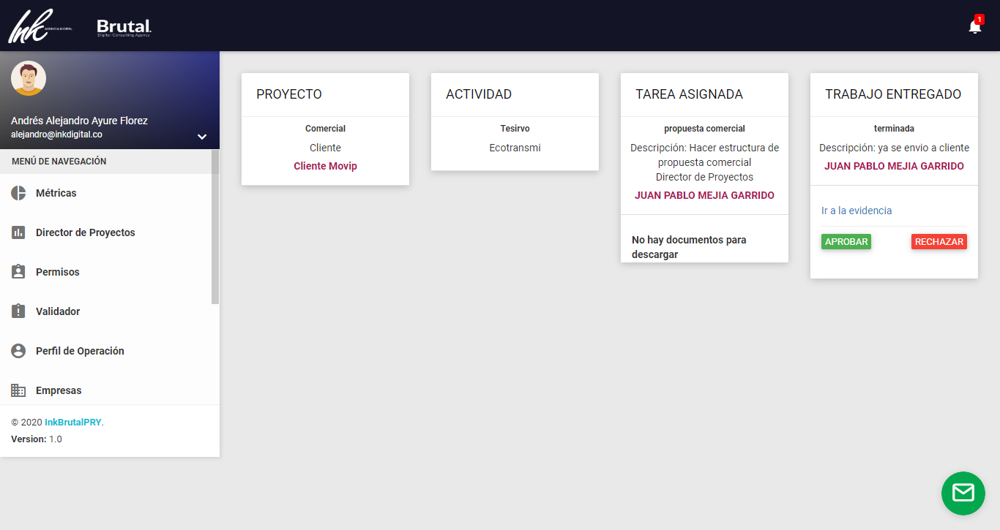 Ink AGENCIA DIGITAL
Brutal.
Digital Consulting Agency
1
Andrés Alejandro Ayure Florez
alejandro@inkdigital.co
MENÚ DE NAVEGACIÓN
Métricas
Director de Proyectos
Permisos
Validador
Perfil de Operación
Empresas
© 2020 InkBrutalPRY.
Version: 1.0
PROYECTO
Comercial
Cliente
Cliente Movip
ACTIVIDAD
Tesirvo
Ecotransmi
TAREA ASIGNADA
propuesta comercial
Descripción: Hacer estructura de
propuesta comercial
Director de Proyectos
JUAN PABLO MEJIA GARRIDO
No hay documentos para
descargar
TRABAJO ENTREGADO
terminada
Descripción: ya se envio a cliente
JUAN PABLO MEJIA GARRIDO
Ir a la evidencia
APROBAR
RECHAZAR